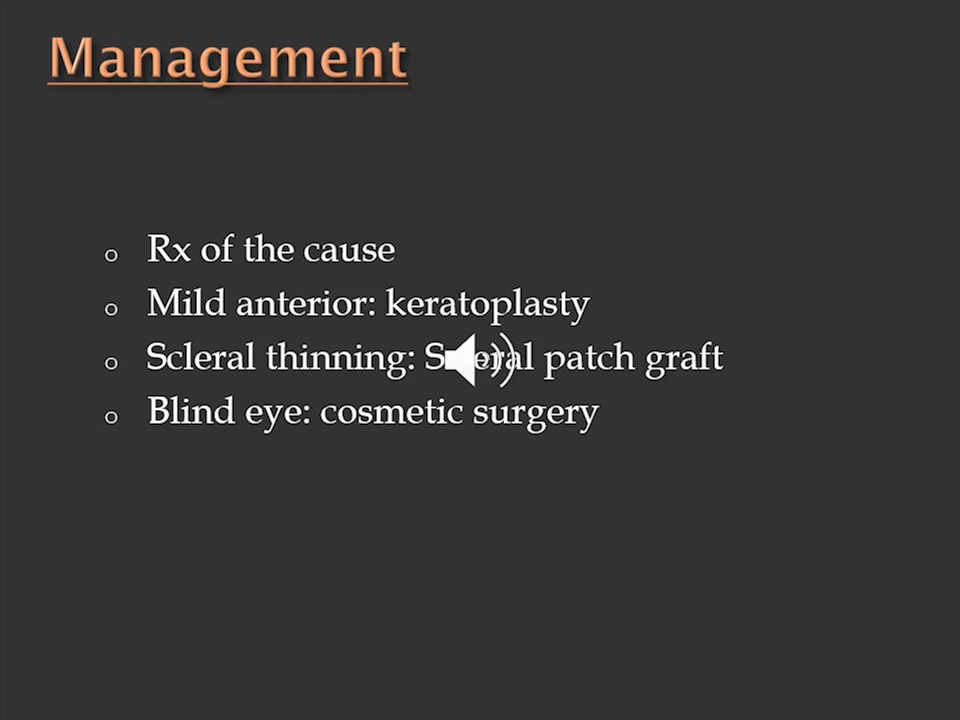 Management
o Rx of the cause
o Mild anterior: keratoplasty
o Scleral thinning: Scleral patch graft
o Blind eye: cosmetic surgery